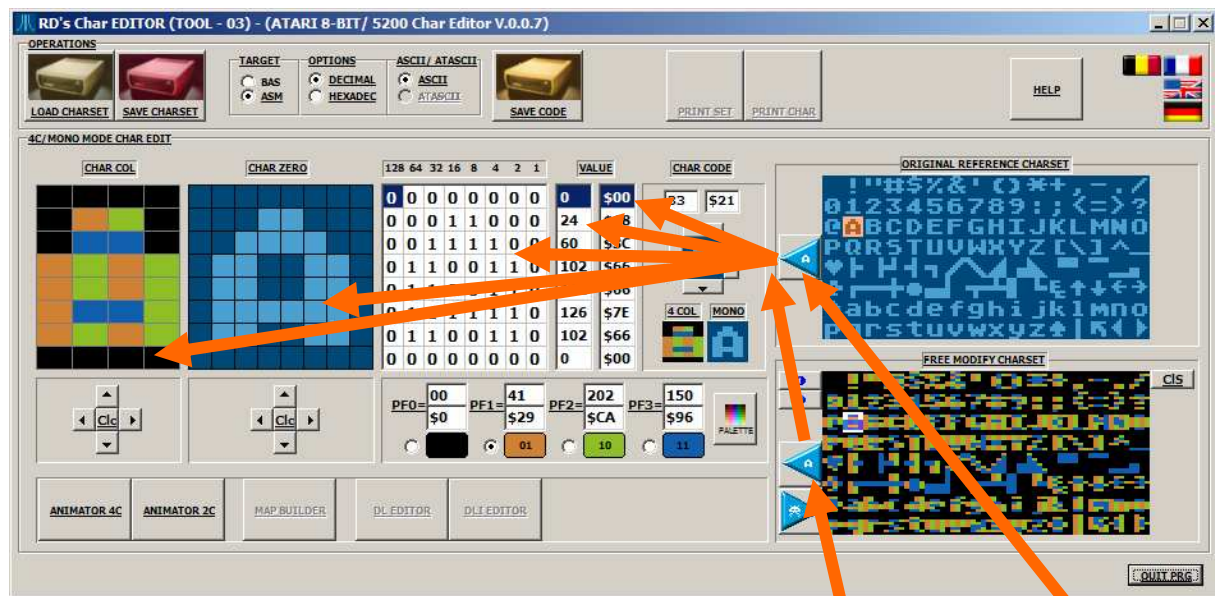 RD's Char EDITOR (TOOL - 03) - (ATARI 8-BIT/ 5200 Char Editor V.0.0.7)
OPERATIONS
TARGET OPTIONS ASCII/ ATASCII
BAS DECIMAL ASCII
ASM HEXADEC ATASCII
LOAD CHARSET SAVE CHARSET SAVE CODE PRINT SET PRINT CHAR HELP
4C/MONO MODE CHAR EDIT
CHAR COL CHAR ZERO 128 64 32 16 8 4 2 1 VALUE CHAR CODE ORIGINAL REFERENCE CHARSET
0 0 0 0 0 0 0 0 0 $00 33 $21
0 0 0 1 1 0 0 0 24
0 0 1 1 1 1 0 0 60
0 1 1 0 0 1 1 0 102 $66
126 $7E
0 1 1 0 0 1 1 0 102 $66
0 0 0 0 0 0 0 0 0 $00
4 COL MONO
A
!"#$%&'()*+,-./
0123456789:;<=>?
@ABCDEFGHIJKLMNO
PQRSTUVWXYZ[\]^_
abcdefghijklmno
pqrstuvwxyz
A
FREE MODIFY CHARSET
Cls
A
Clc Clc
PF0= 00 PF1= 41 PF2= 202 PF3= 150
$0 $29 $CA $96
01 10 11
PALETTE
ANIMATOR 4C ANIMATOR 2C MAP BUILDER DL EDITOR DLI EDITOR
QUIT PRG